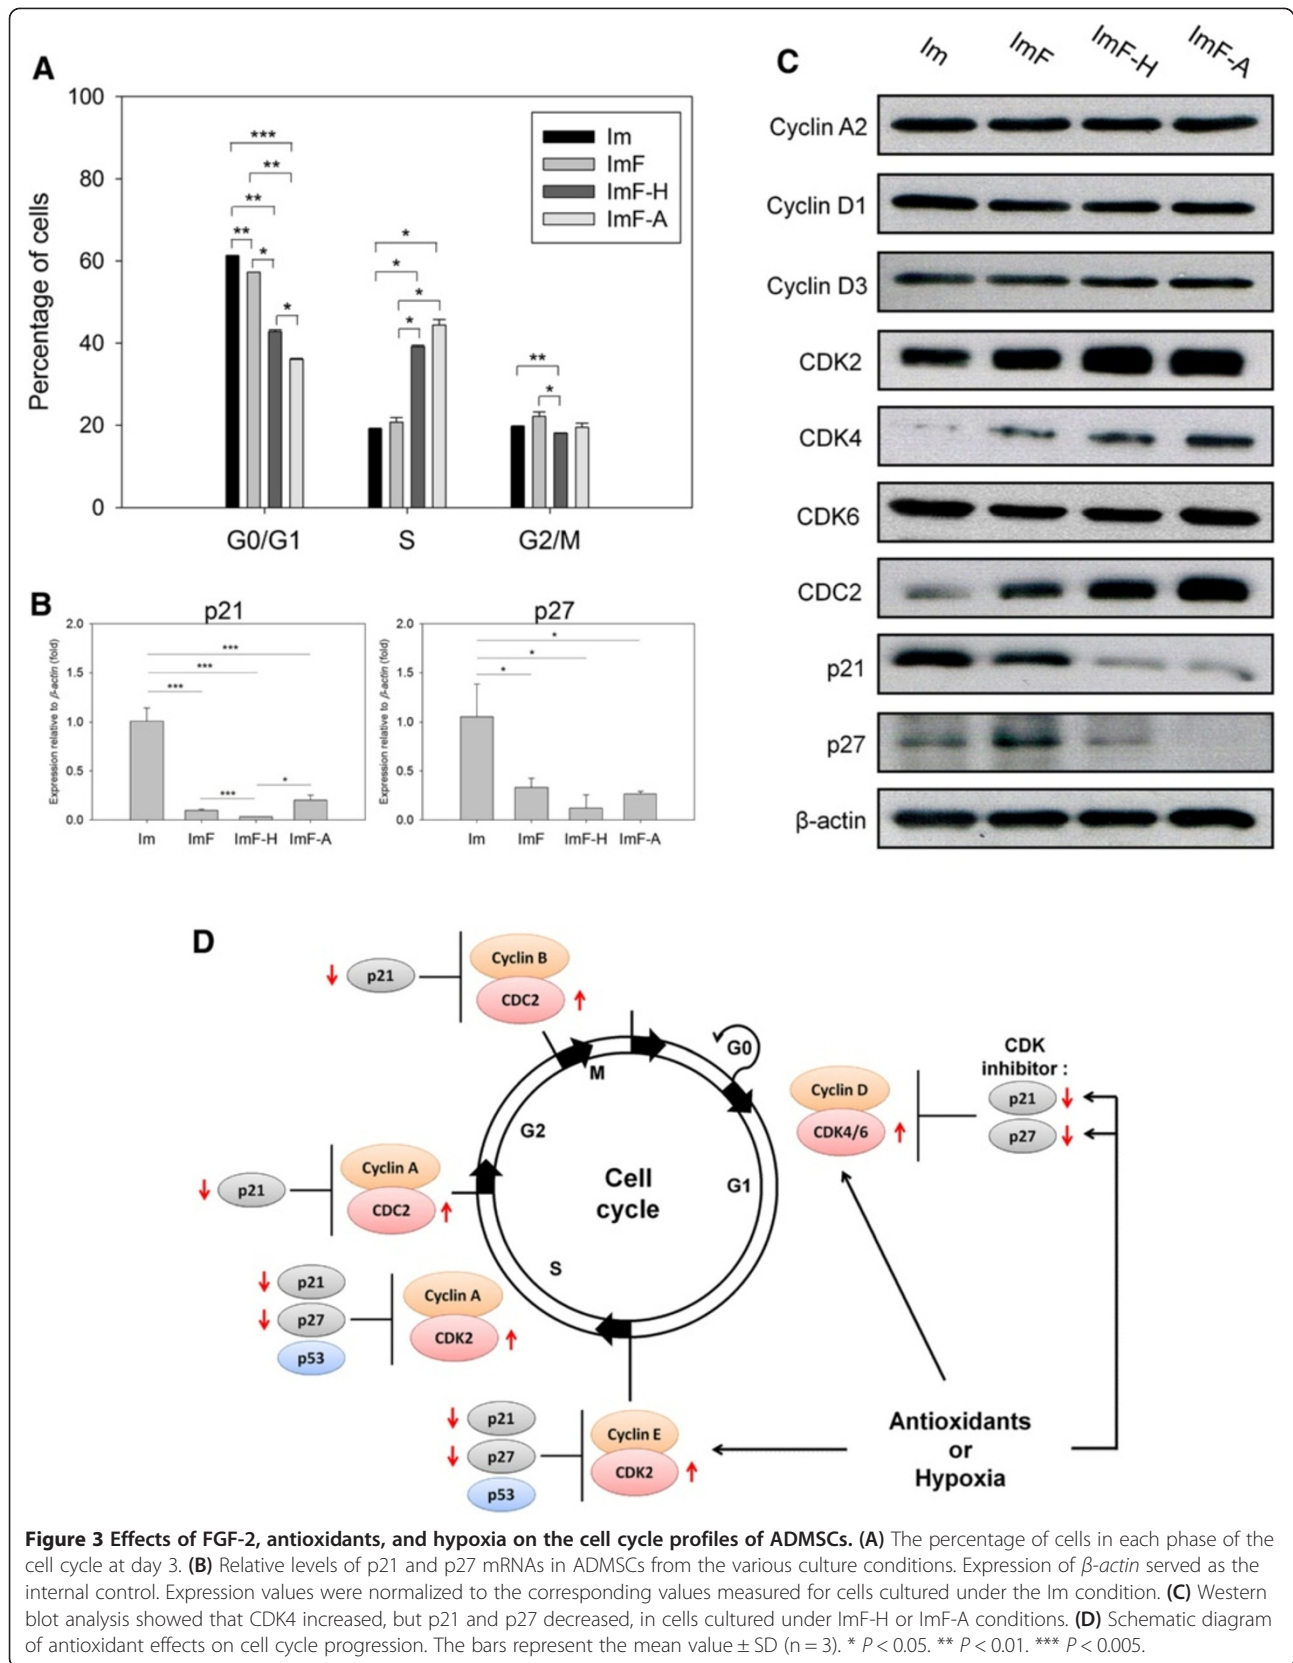 A
100
80
60
40
20
0
Percentage of cells
***
**
**
**
*
*
*
*
*
*
**
*
Im
ImF
ImF-H
ImF-A
G0/G1 S G2/M
B
p21
2.0
1.5
1.0
0.5
0.0
Expression relative to β-actin (fold)
***
***
***
***
*
Im ImF ImF-H ImF-A
p27
2.0
1.5
1.0
0.5
0.0
Expression relative to β-actin (fold)
*
*
*
Im ImF ImF-H ImF-A
C
Im ImF ImF-H ImF-A
Cyclin A2
Cyclin D1
Cyclin D3
CDK2
CDK4
CDK6
CDC2
p21
p27
β-actin
D
p21
Cyclin B
CDC2
M
G0
G2
G1
S
Cell
cycle
Cyclin D
CDK4/6
CDK
inhibitor :
p21
p27
p21
Cyclin A
CDC2
p21
p27
p53
Cyclin A
CDK2
p21
p27
p53
Cyclin E
CDK2
Antioxidants
or
Hypoxia
Figure 3 Effects of FGF-2, antioxidants, and hypoxia on the cell cycle profiles of ADMSCs. (A) The percentage of cells in each phase of the
cell cycle at day 3. (B) Relative levels of p21 and p27 mRNAs in ADMSCs from the various culture conditions. Expression of β-actin served as the
internal control. Expression values were normalized to the corresponding values measured for cells cultured under the Im condition. (C) Western
blot analysis showed that CDK4 increased, but p21 and p27 decreased, in cells cultured under ImF-H or ImF-A conditions. (D) Schematic diagram
of antioxidant effects on cell cycle progression. The bars represent the mean value ± SD (n = 3). * P < 0.05. ** P < 0.01. *** P < 0.005.